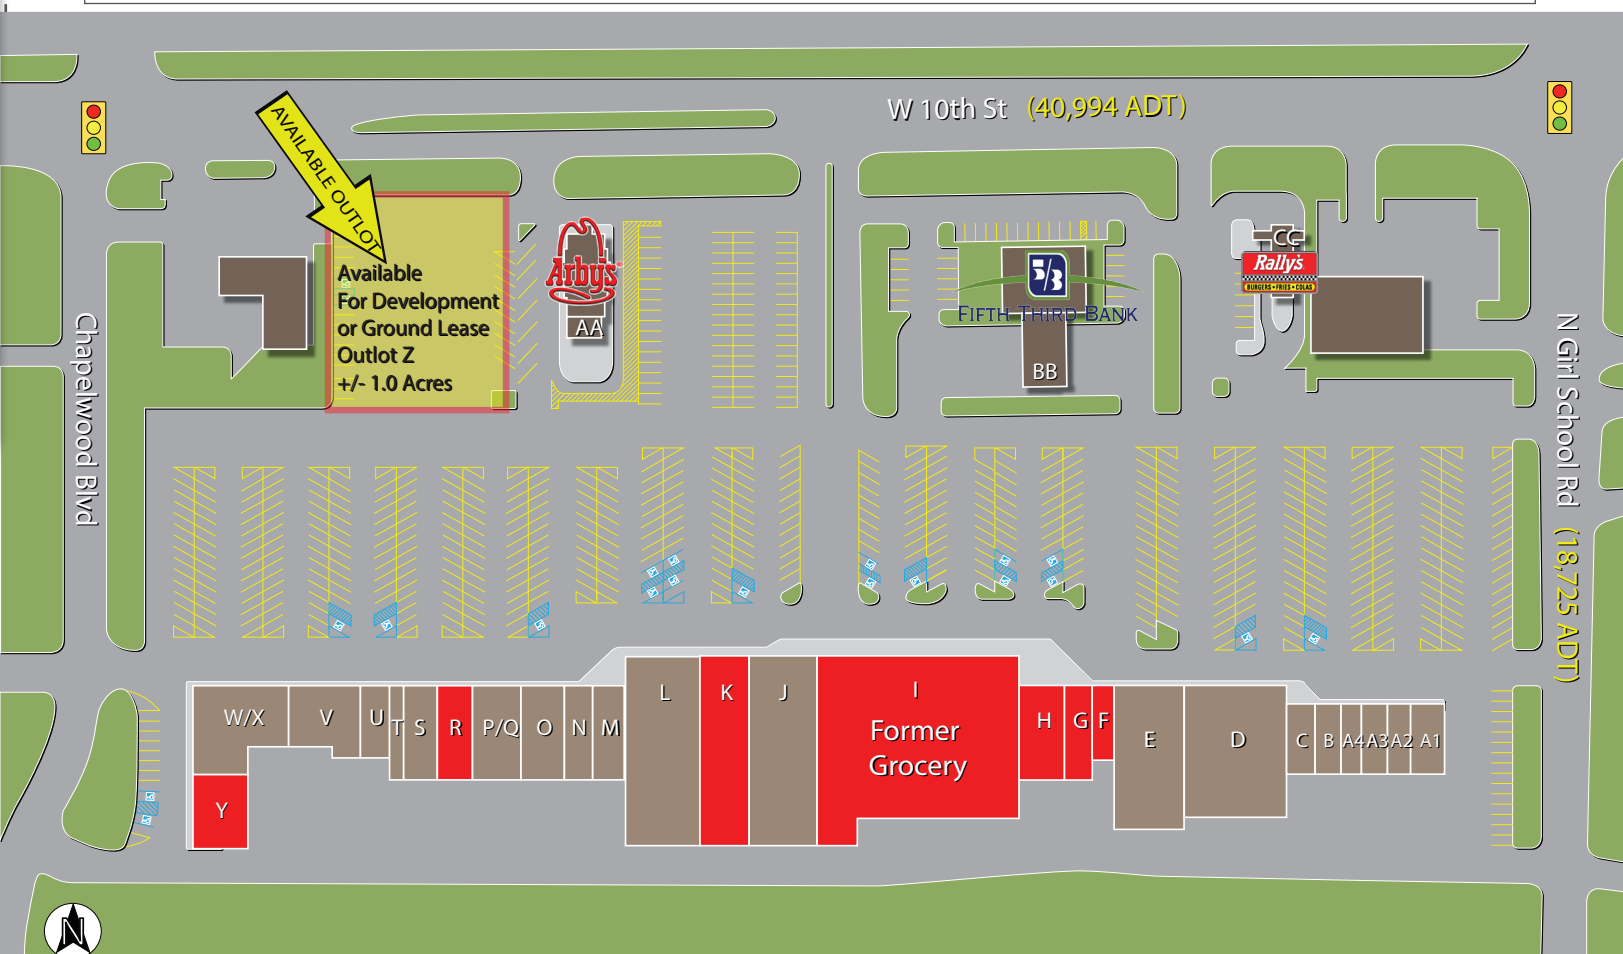 W 10th St (40,994 ADT)
AVAILABLE OUTLOT
Available
For Development
or Ground Lease
Outlot Z
+/- 1.0 Acres
Arby's
AA
5/3
FIFTH THIRD BANK
BB
CC
Rally's
BURGERS • FRIES • COLAS
Chapelwood Blvd
N Girl School Rd (18,725 ADT)
W/X V U T S R P/Q O N M L K J I H G F E D C B A4 A3 A2 A1
Former
Grocery
Y
N